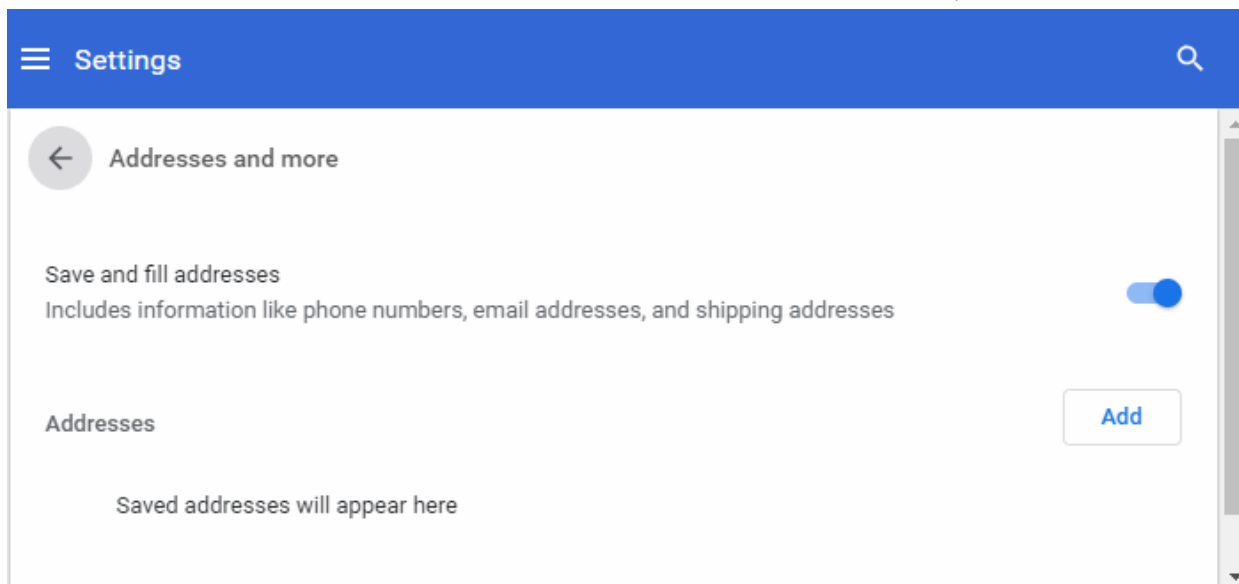 Settings
Addresses and more
Save and fill addresses
Includes information like phone numbers, email addresses, and shipping addresses
Addresses
Add
Saved addresses will appear here